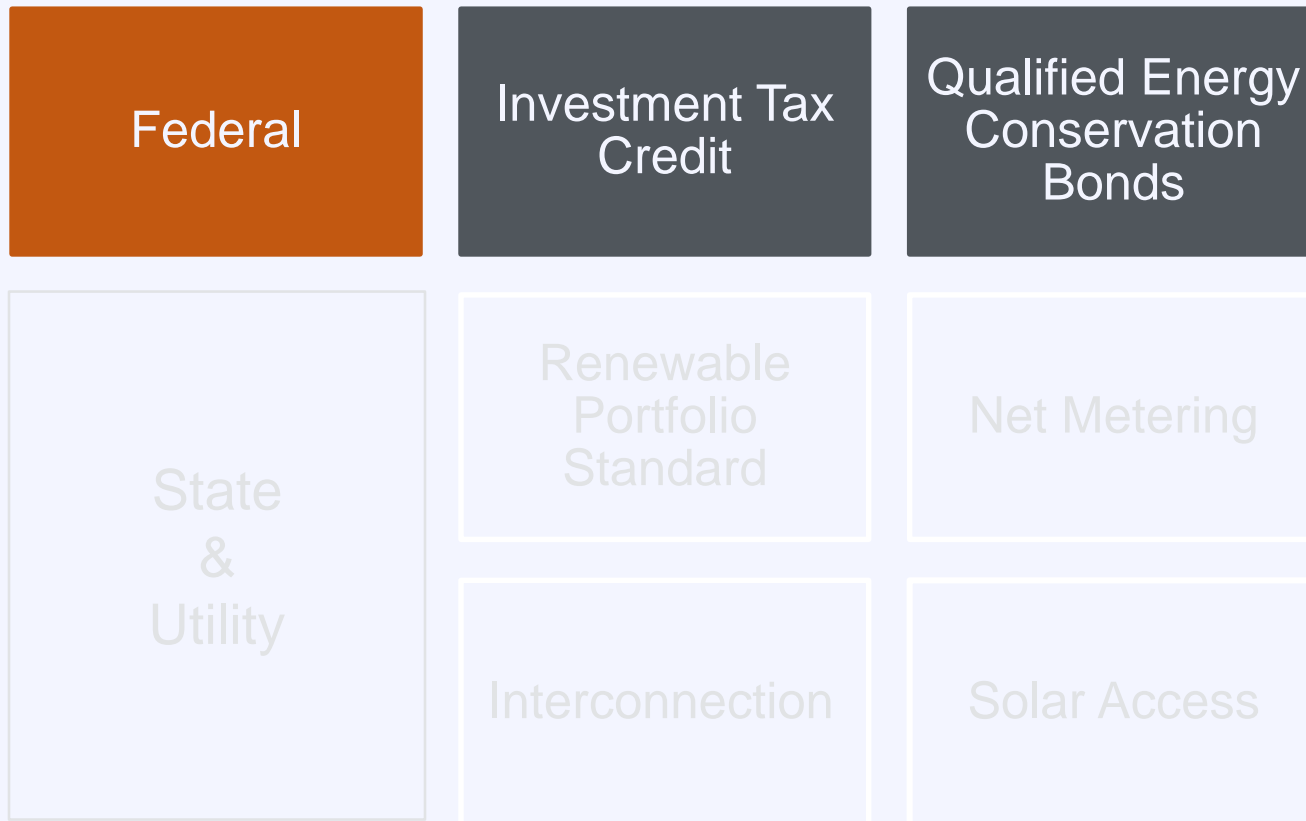 Federal
Investment Tax
Credit
Qualified Energy
Conservation
Bonds
State
&
Utility
Renewable
Portfolio
Standard
Net Metering
Interconnection
Solar Access